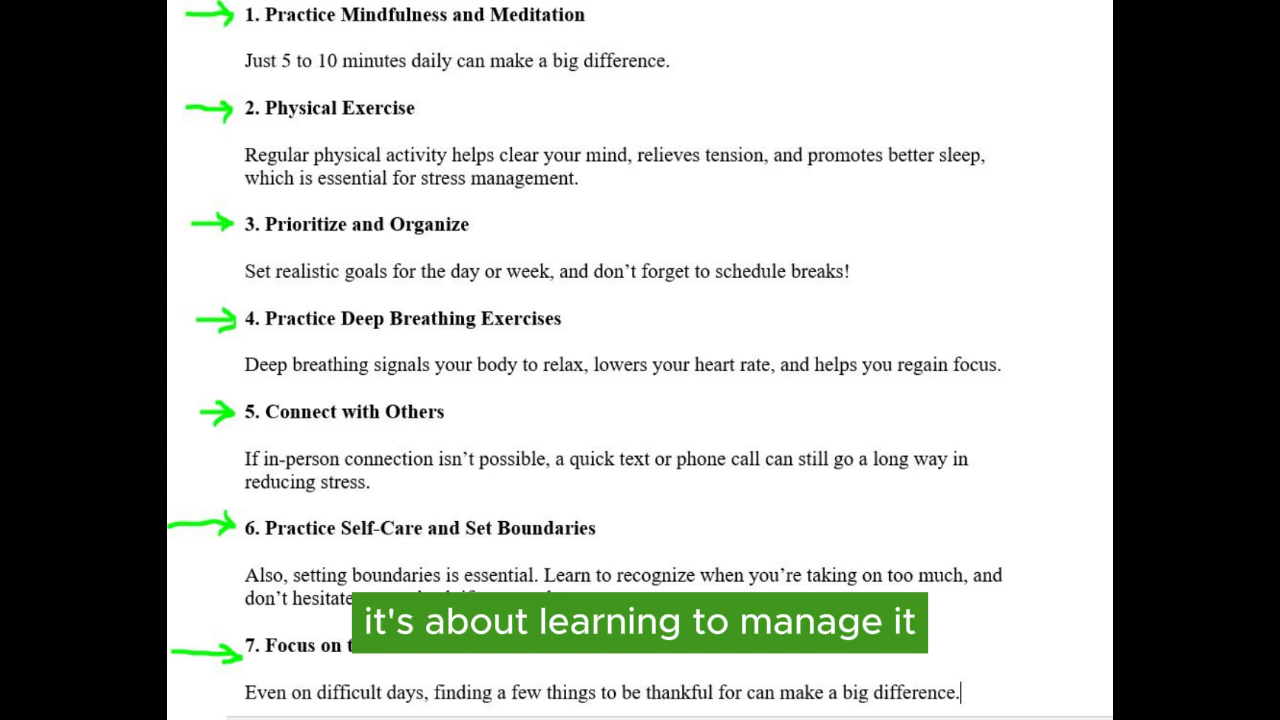 1. Practice Mindfulness and Meditation
Just 5 to 10 minutes daily can make a big difference.
2. Physical Exercise
Regular physical activity helps clear your mind, relieves tension, and promotes better sleep,
which is essential for stress management.
3. Prioritize and Organize
Set realistic goals for the day or week, and don’t forget to schedule breaks!
4. Practice Deep Breathing Exercises
Deep breathing signals your body to relax, lowers your heart rate, and helps you regain focus.
5. Connect with Others
If in-person connection isn’t possible, a quick text or phone call can still go a long way in
reducing stress.
6. Practice Self-Care and Set Boundaries
Also, setting boundaries is essential. Learn to recognize when you’re taking on too much, and
don’t hesitate
it's about learning to manage it
7. Focus on
Even on difficult days, finding a few things to be thankful for can make a big difference.